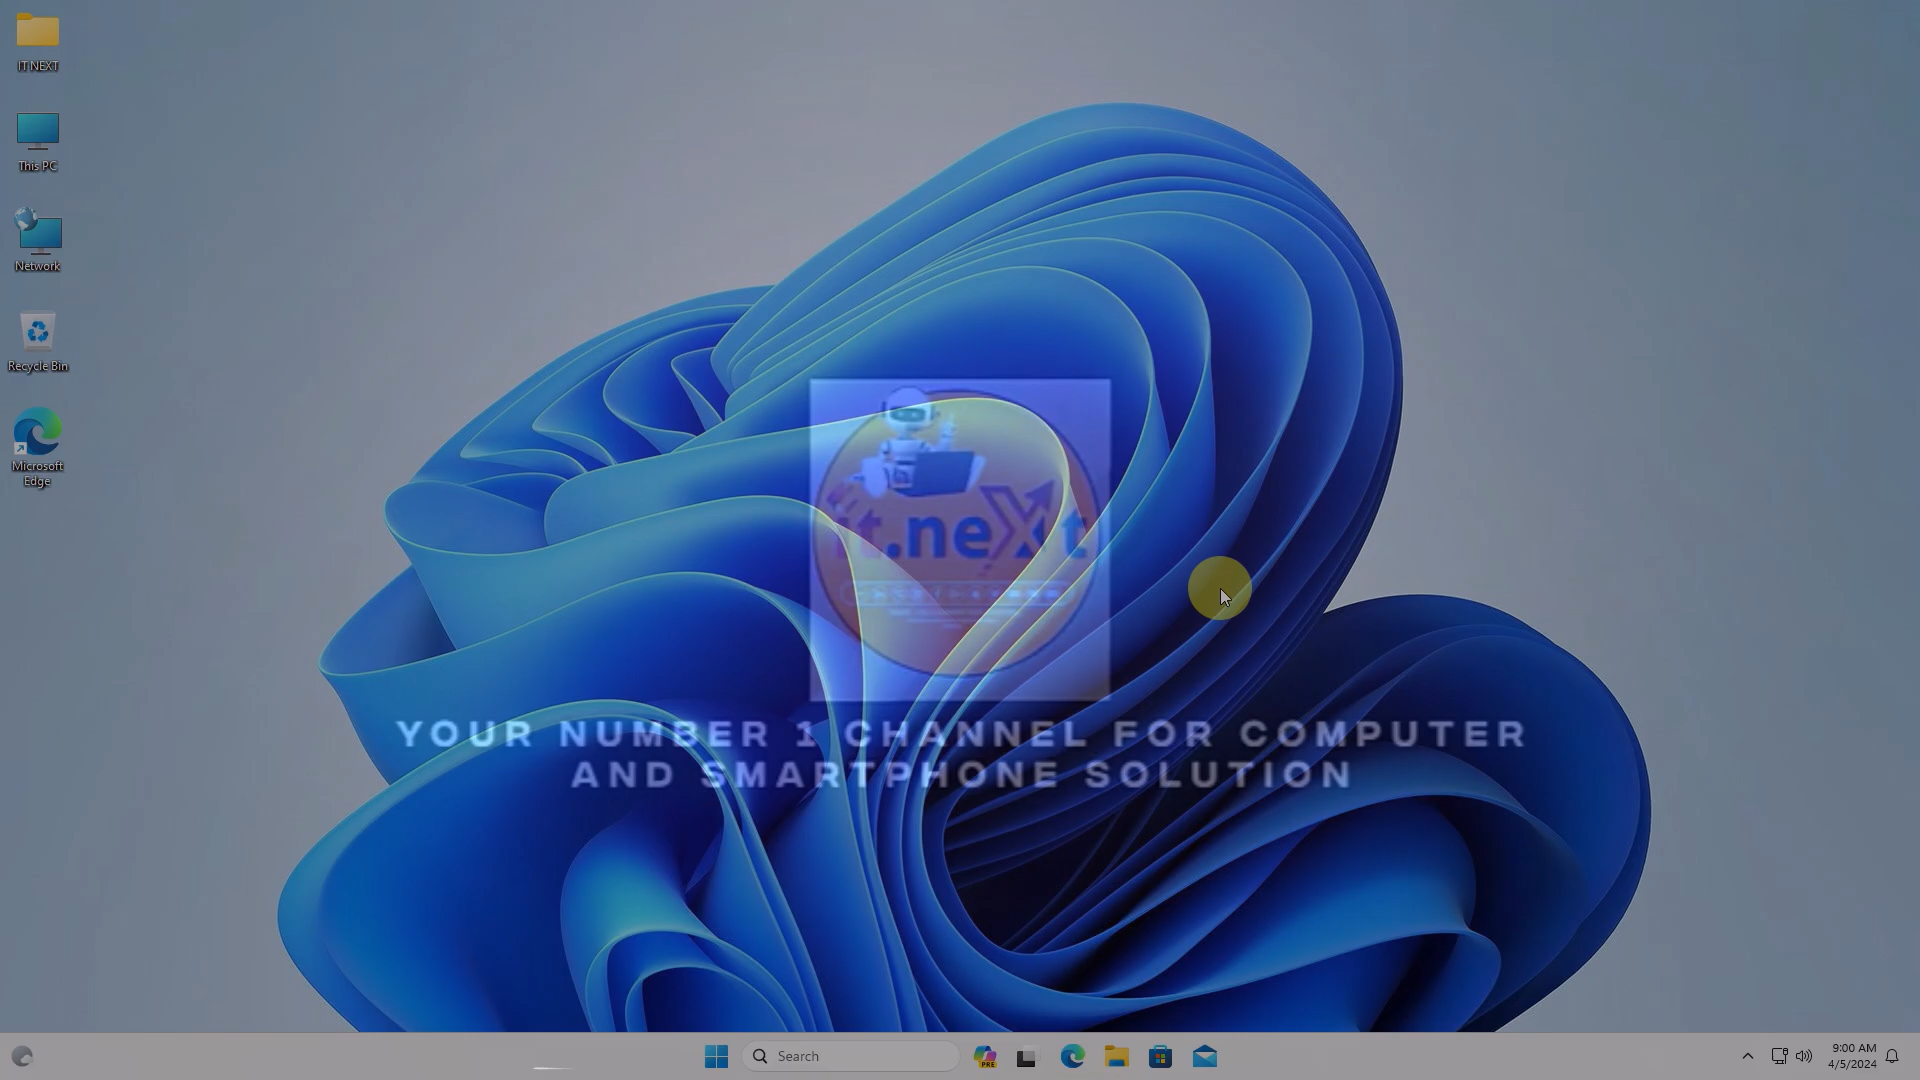 IT NEXT
This PC
Network
Recycle Bin
Microsoft
Edge
it.neXt
YOUR NUMBER 1 CHANNEL FOR COMPUTER
AND SMARTPHONE SOLUTION
Search
PRE
9:00 AM
4/5/2024